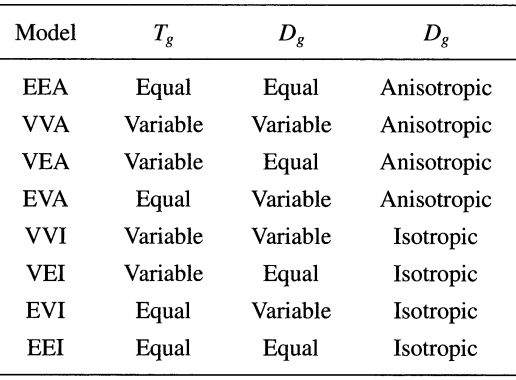 Model T_g D_g D_g
EEA Equal Equal Anisotropic
VVA Variable Variable Anisotropic
VEA Variable Equal Anisotropic
EVA Equal Variable Anisotropic
VVI Variable Variable Isotropic
VEI Variable Equal Isotropic
EVI Equal Variable Isotropic
EEI Equal Equal Isotropic